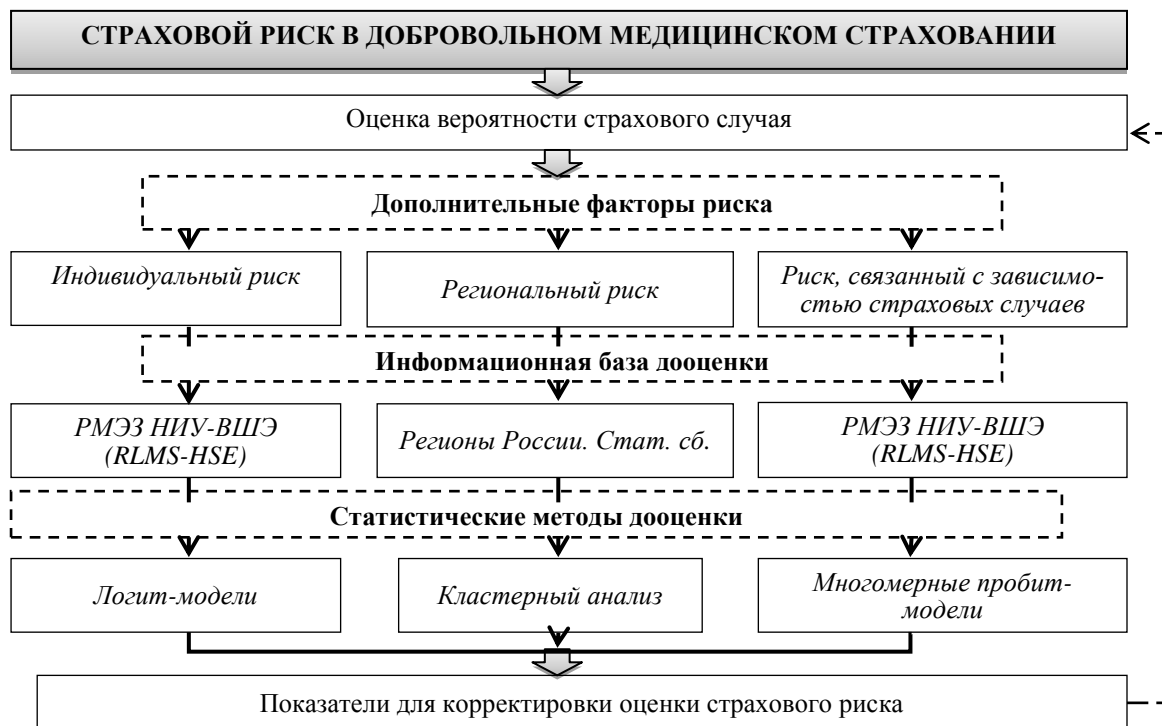 СТРАХОВОЙ РИСК В ДОБРОВОЛЬНОМ МЕДИЦИНСКОМ СТРАХОВАНИИ
Оценка вероятности страхового случая
Дополнительные факторы риска
Индивидуальный риск
Региональный риск
Риск, связанный с зависимо-
стью страховых случаев
Информационная база дооценки
РМЭЗ НИУ-ВШЭ
(RLMS-HSE)
Регионы России. Стат. сб.
РМЭЗ НИУ-ВШЭ
(RLMS-HSE)
Статистические методы дооценки
Логит-модели
Кластерный анализ
Многомерные пробит-
модели
Показатели для корректировки оценки страхового риска